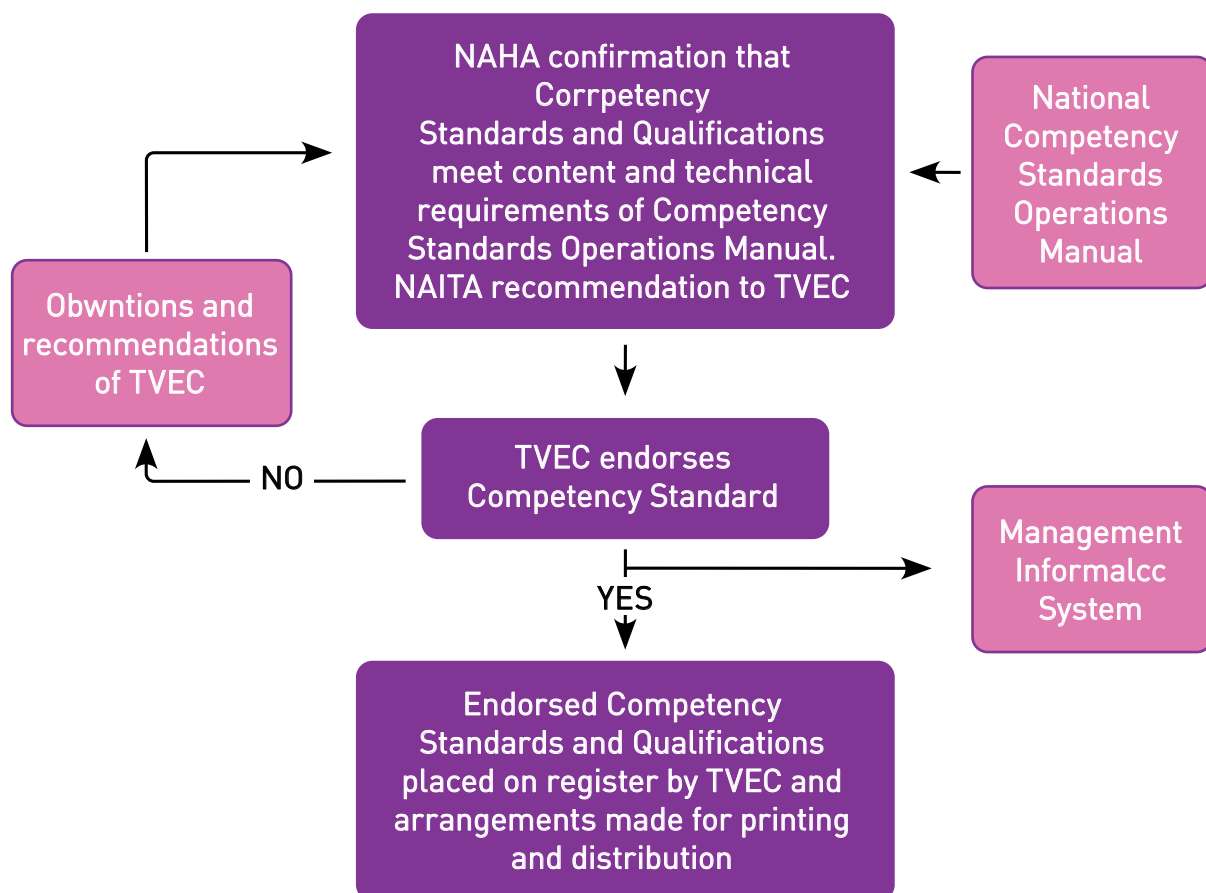 NAHA confirmation that
Corrpetency
Standards and Qualifications
meet content and technical
requirements of Competency
Standards Operations Manual.
NAITA recommendation to TVEC
National
Competency
Standards
Operations
Manual
Obwntions and
recommendations
of TVEC
TVEC endorses
Competency Standard
NO
Management
Informalcc
System
YES
Endorsed Competency
Standards and Qualifications
placed on register by TVEC and
arrangements made for printing
and distribution